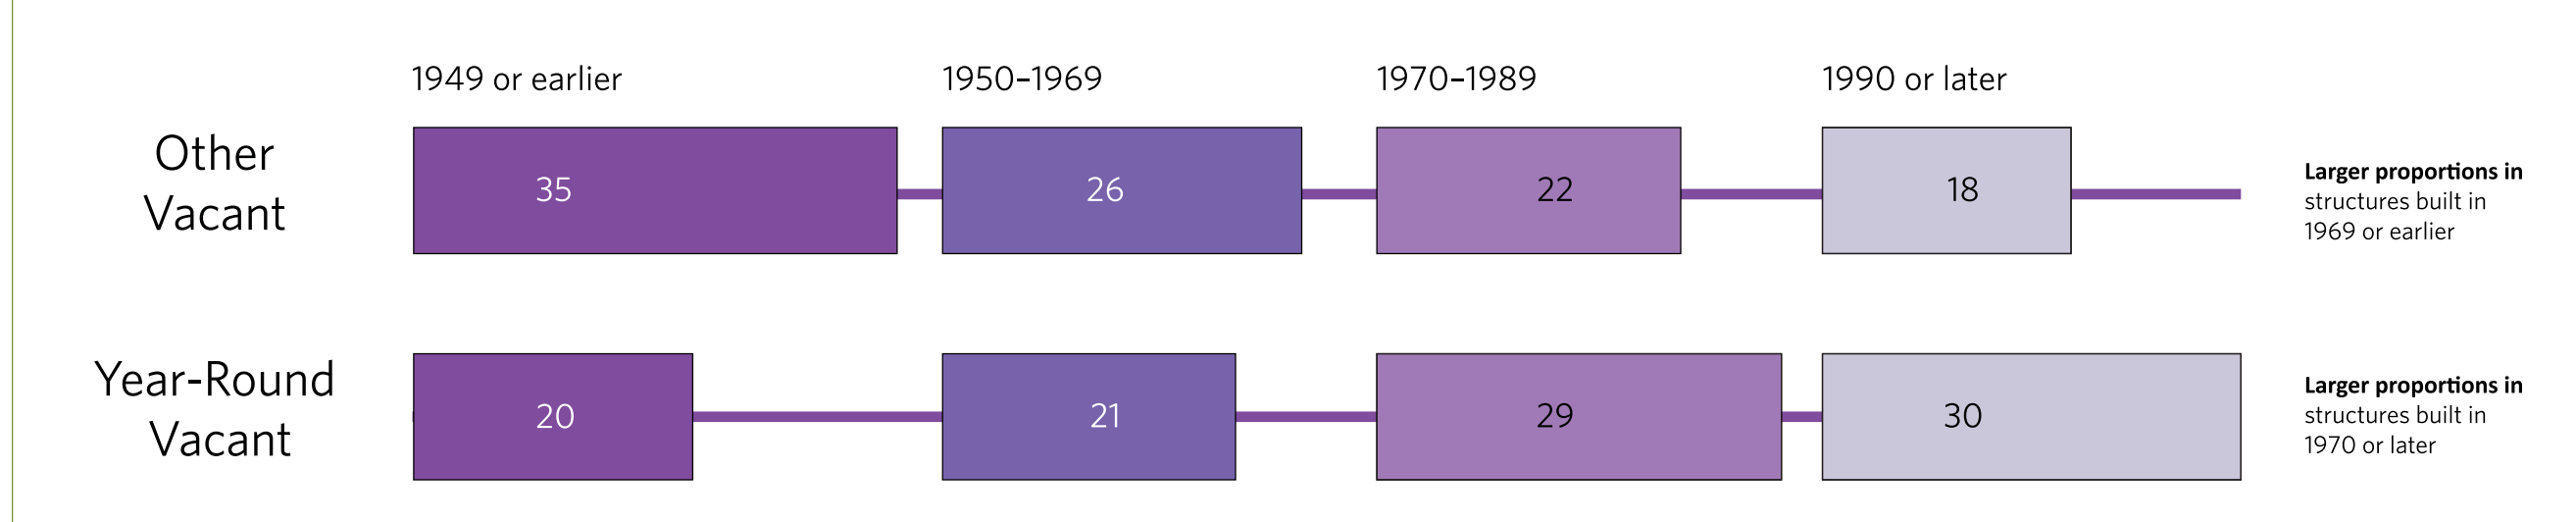 1949 or earlier
1950–1969
1970–1989
1990 or later
Other
Vacant
35
26
22
18
Larger proportions in
structures built in
1969 or earlier
Year-Round
Vacant
20
21
29
30
Larger proportions in
structures built in
1970 or later